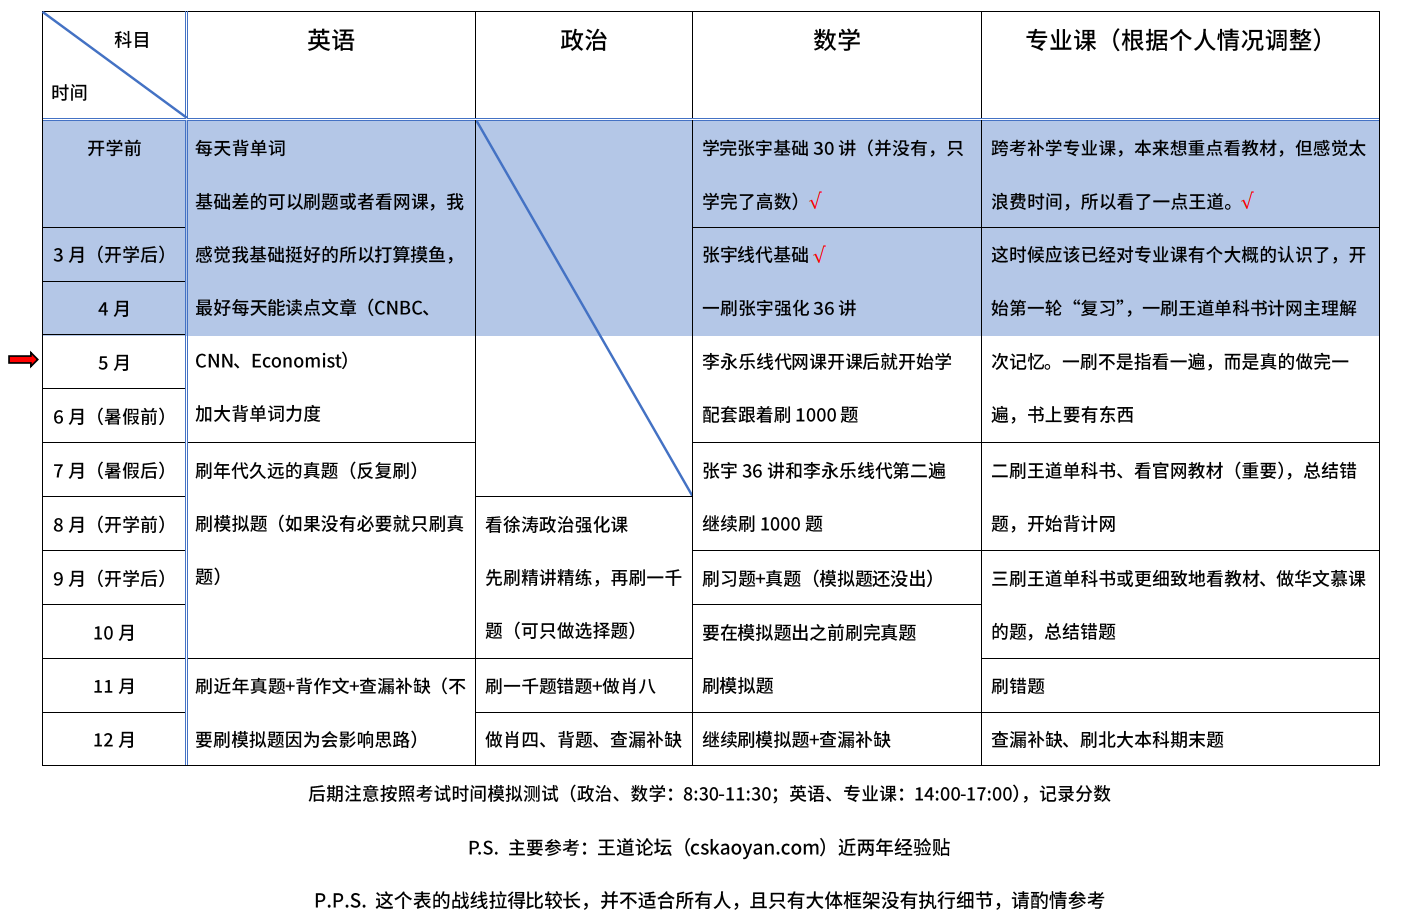 科目
时间
英语
政治
数学
专业课（根据个人情况调整）
开学前
3 月（开学后）
4 月
5 月
6 月（暑假前）
7 月（暑假后）
8 月（开学前）
9 月（开学后）
10 月
11 月
12 月
每天背单词
基础差的可以刷题或者看网课，我
感觉我基础挺好的所以打算摸鱼，
最好每天能读点文章（CNBC、
CNN、Economist）
加大背单词力度
刷年代久远的真题（反复刷）
刷模拟题（如果没有必要就只刷真
题）
刷近年真题+背作文+查漏补缺（不
要刷模拟题因为会影响思路）
看徐涛政治强化课
先刷精讲精练，再刷一千
题（可只做选择题）
刷一千题错题+做肖八
做肖四、背题、查漏补缺
学完张宇基础 30 讲（并没有，只
学完了高数）√
张宇线代基础 √
一刷张宇强化 36 讲
李永乐线代网课开课后就开始学
配套跟着刷 1000 题
张宇 36 讲和李永乐线代第二遍
继续刷 1000 题
刷习题+真题（模拟题还没出）
要在模拟题出之前刷完真题
刷模拟题
继续刷模拟题+查漏补缺
跨考补学专业课，本来想重点看教材，但感觉太
浪费时间，所以看了一点王道。√
这时候应该已经对专业课有个大概的认识了，开
始第一轮“复习”，一刷王道单科书计网主理解
次记忆。一刷不是指看一遍，而是真的做完一
遍，书上要有东西
二刷王道单科书、看官网教材（重要），总结错
题，开始背计网
三刷王道单科书或更细致地看教材、做华文慕课
的题，总结错题
刷错题
查漏补缺、刷北大本科期末题
后期注意按照考试时间模拟测试（政治、数学：8:30-11:30；英语、专业课：14:00-17:00），记录分数
P.S. 主要参考：王道论坛（cskaoyan.com）近两年经验贴
P.P.S. 这个表的战线拉得比较长，并不适合所有人，且只有大体框架没有执行细节，请酌情参考